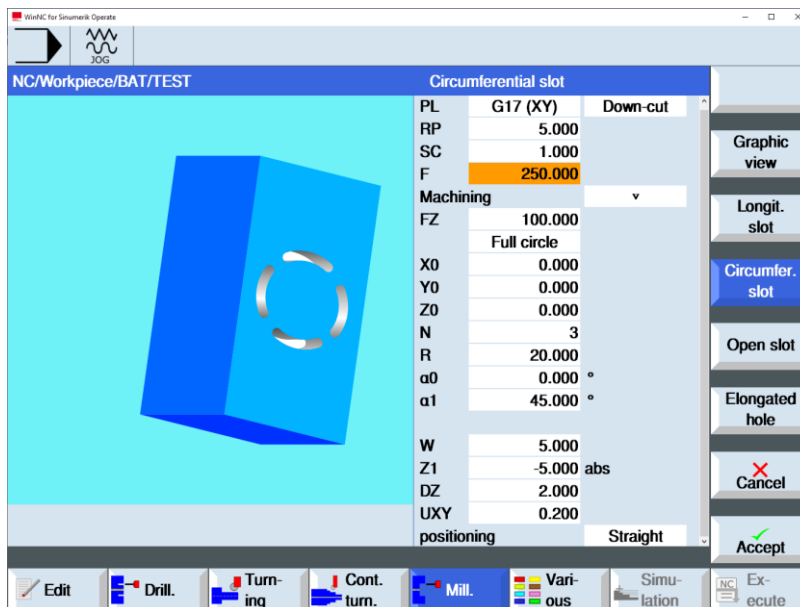 WinNC for Sinumerik Operate
JOG
NC/Workpiece/BAT/TEST
Circumferential slot
PL G17 (XY) Down-cut
RP 5.000
SC 1.000
F 250.000
Machining v
FZ 100.000
Full circle
X0 0.000
Y0 0.000
Z0 0.000
N 3
R 20.000
α0 0.000 °
α1 45.000 °
W 5.000
Z1 -5.000 abs
DZ 2.000
UXY 0.200
positioning Straight
Graphic
view
Longit.
slot
Circumfer.
slot
Open slot
Elongated
hole
Cancel
Accept
Edit
Drill.
Turn-
ing
Cont.
turn.
Mill.
Vari-
ous
Simu-
lation
NC
Ex-
ecute